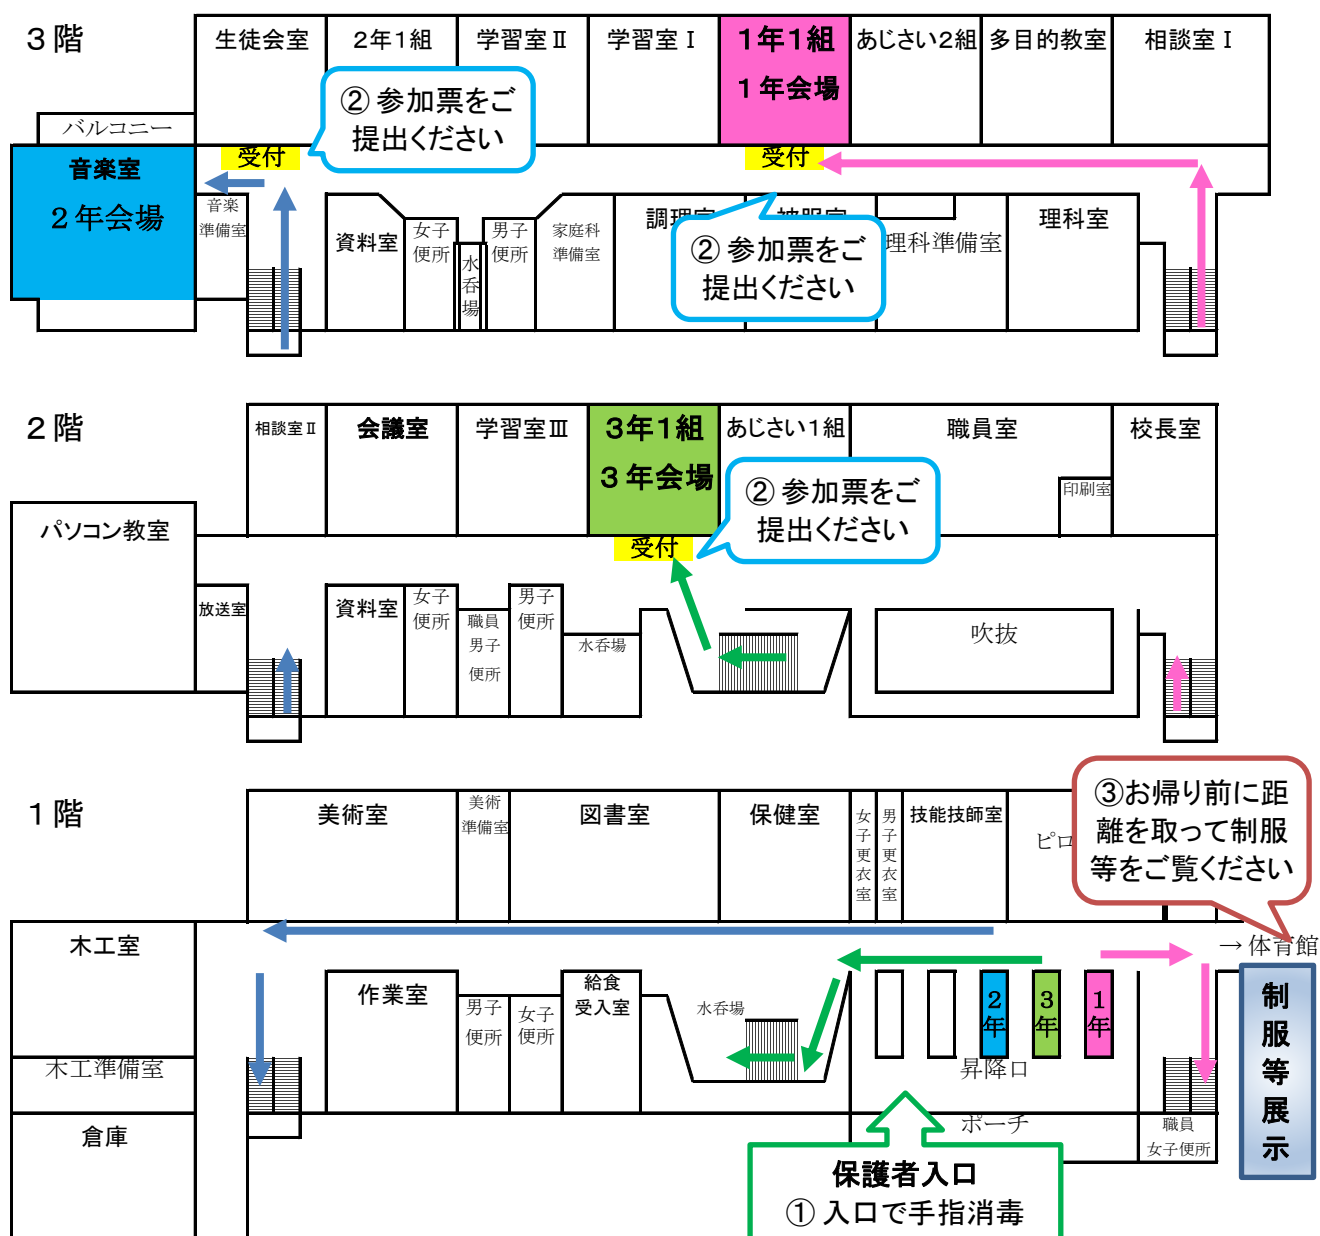 ３階
生徒会室
２年１組
学習室Ⅱ
学習室Ⅰ
１年１組
１年会場
あじさい２組
多目的教室
相談室Ⅰ
② 参加票をご
提出ください
バルコニー
受付
受付
音楽室
２年会場
音楽
準備室
資料室
女子
便所
水
呑
場
男子
便所
家庭科
準備室
調理室
被服室
② 参加票をご
提出ください
理科準備室
理科室
２階
相談室Ⅱ
会議室
学習室Ⅲ
３年１組
３年会場
あじさい１組
職員室
印刷室
校長室
② 参加票をご
提出ください
受付
パソコン教室
放送室
資料室
女子
便所
職員
男子
便所
男子
便所
水呑場
吹抜
１階
美術室
美術
準備室
図書室
保健室
女子更衣室
男子更衣室
技能技師室
ピロ
③お帰り前に距
離を取って制服
等をご覧ください
→体育館
木工室
作業室
男子
便所
女子
便所
給食
受入室
水呑場
２年
３年
１年
昇降口
制服等展示
木工準備室
倉庫
ポーチ
職員
女子便所
保護者入口
① 入口で手指消毒